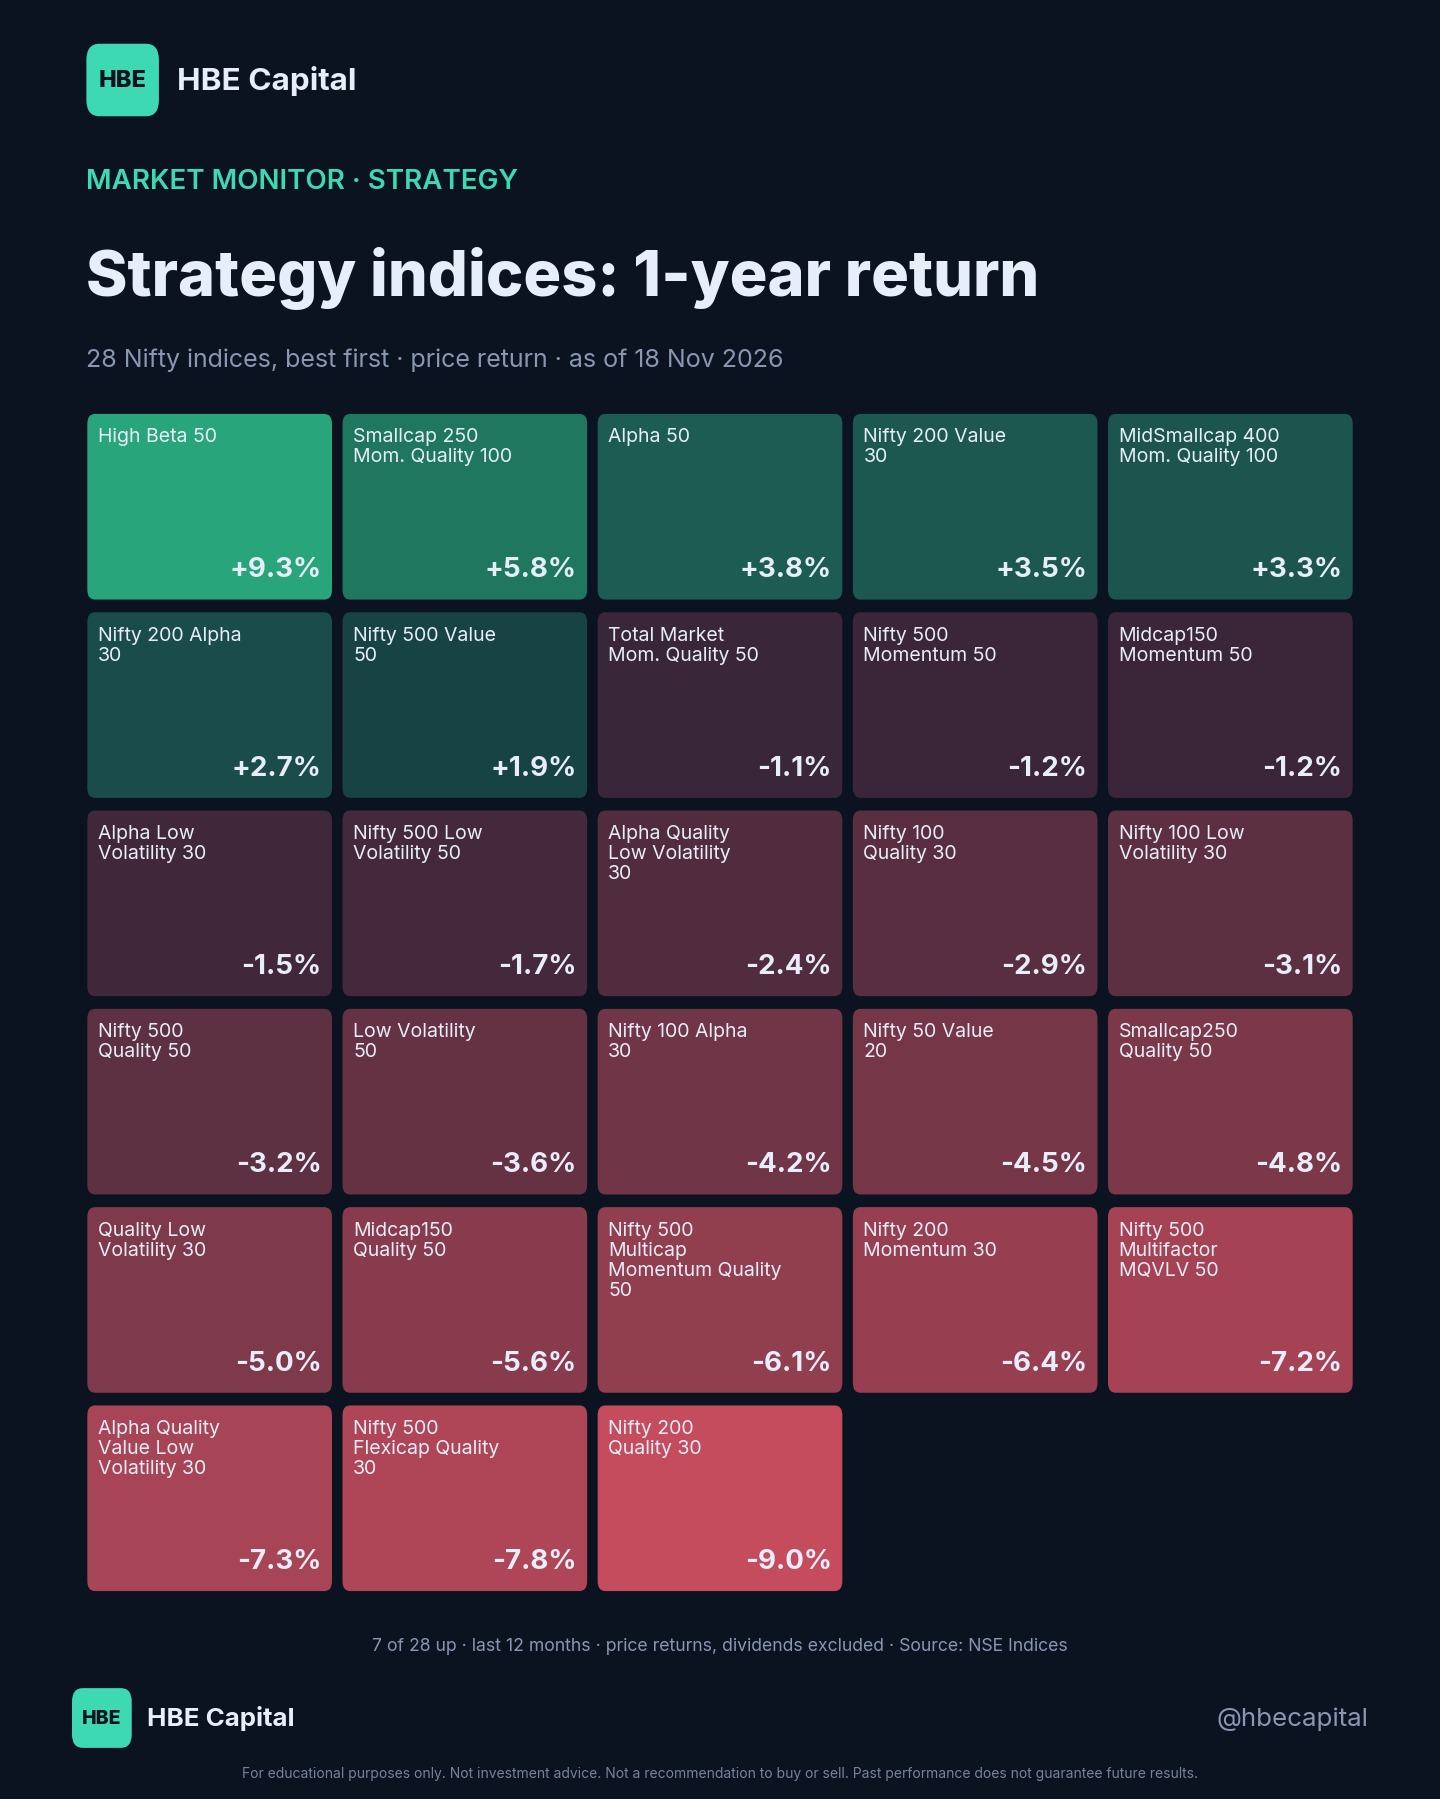 HBE
HBE Capital
MARKET MONITOR · STRATEGY
Strategy indices: 1-year return
28 Nifty indices, best first · price return · as of 18 Nov 2026
High Beta 50
+9.3%
Smallcap 250
Mom. Quality 100
+5.8%
Alpha 50
+3.8%
Nifty 200 Value
30
+3.5%
MidSmallcap 400
Mom. Quality 100
+3.3%
Nifty 200 Alpha
30
+2.7%
Nifty 500 Value
50
+1.9%
Total Market
Mom. Quality 50
-1.1%
Nifty 500
Momentum 50
-1.2%
Midcap150
Momentum 50
-1.2%
Alpha Low
Volatility 30
-1.5%
Nifty 500 Low
Volatility 50
-1.7%
Alpha Quality
Low Volatility
30
-2.4%
Nifty 100
Quality 30
-2.9%
Nifty 100 Low
Volatility 30
-3.1%
Nifty 500
Quality 50
-3.2%
Low Volatility
50
-3.6%
Nifty 100 Alpha
30
-4.2%
Nifty 50 Value
20
-4.5%
Smallcap250
Quality 50
-4.8%
Quality Low
Volatility 30
-5.0%
Midcap150
Quality 50
-5.6%
Nifty 500
Multicap
Momentum Quality
50
-6.1%
Nifty 200
Momentum 30
-6.4%
Nifty 500
Multifactor
MQVLV 50
-7.2%
Alpha Quality
Value Low
Volatility 30
-7.3%
Nifty 500
Flexicap Quality
30
-7.8%
Nifty 200
Quality 30
-9.0%
7 of 28 up · last 12 months · price returns, dividends excluded · Source: NSE Indices
HBE
HBE Capital
@hbecapital
For educational purposes only. Not investment advice. Not a recommendation to buy or sell. Past performance does not guarantee future results.